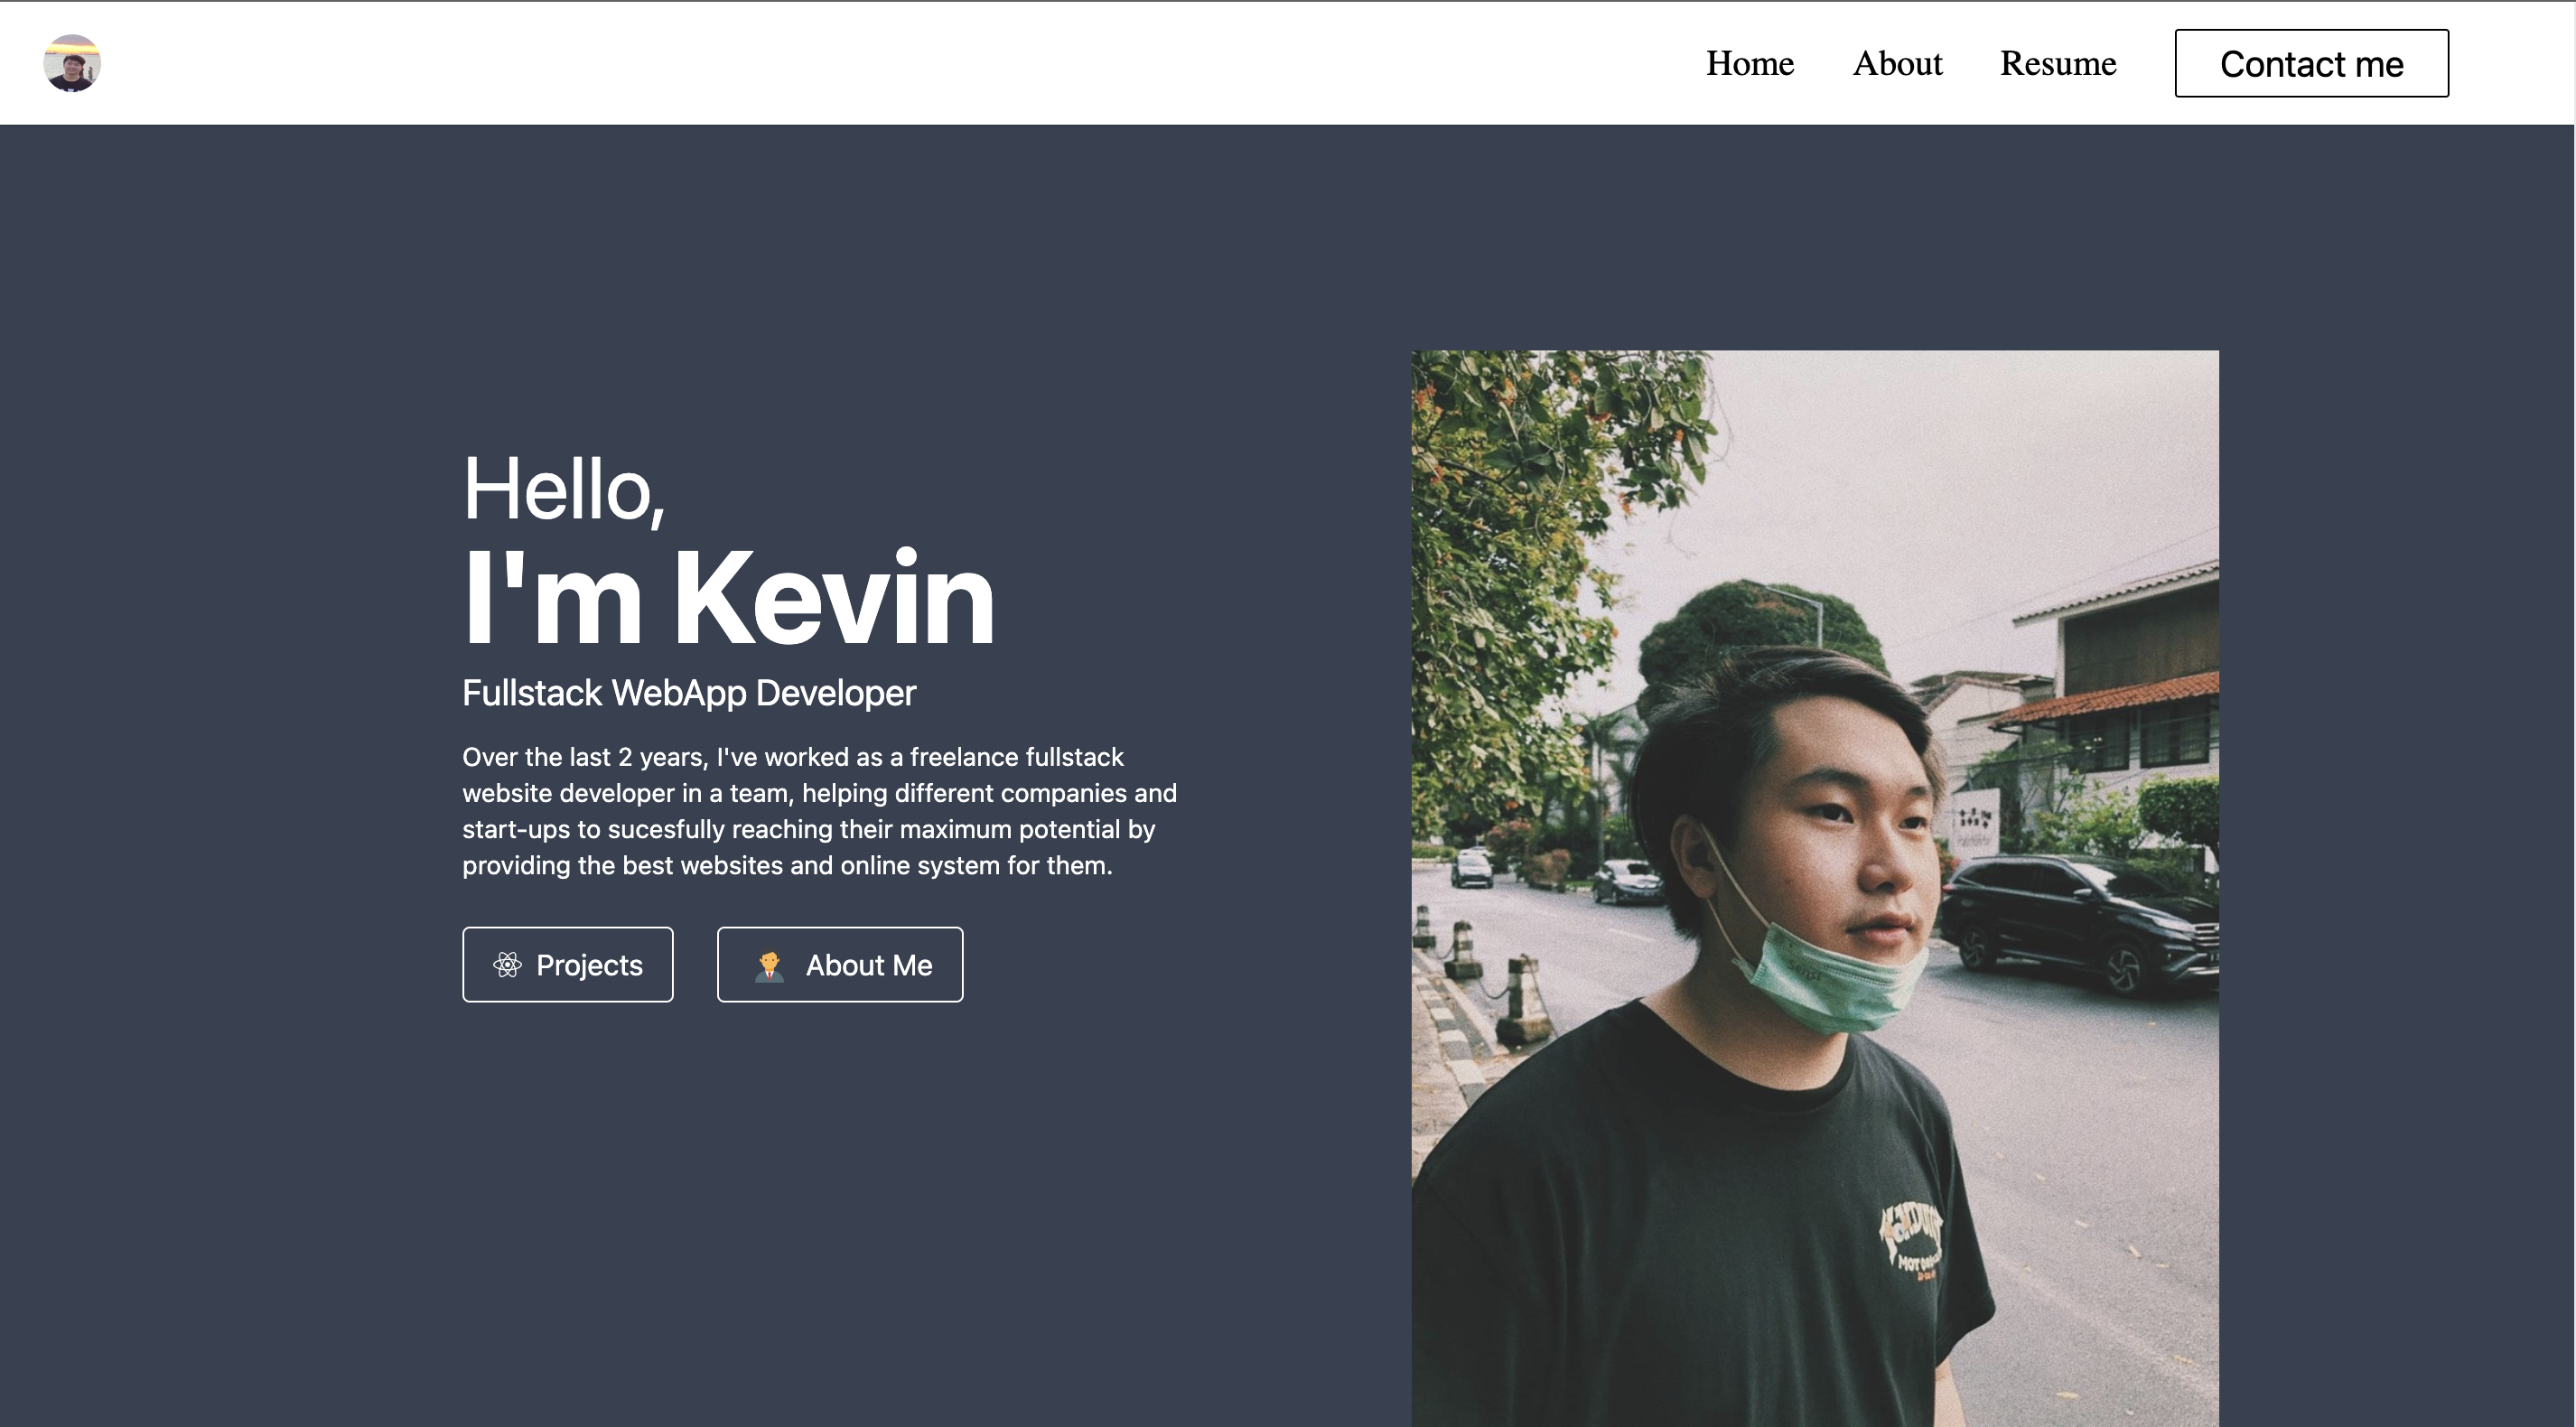 Home About Resume Contact me
Hello,
I'm Kevin
Fullstack WebApp Developer
Over the last 2 years, I've worked as a freelance fullstack
website developer in a team, helping different companies and
start-ups to sucesfully reaching their maximum potential by
providing the best websites and online system for them.
Projects About Me